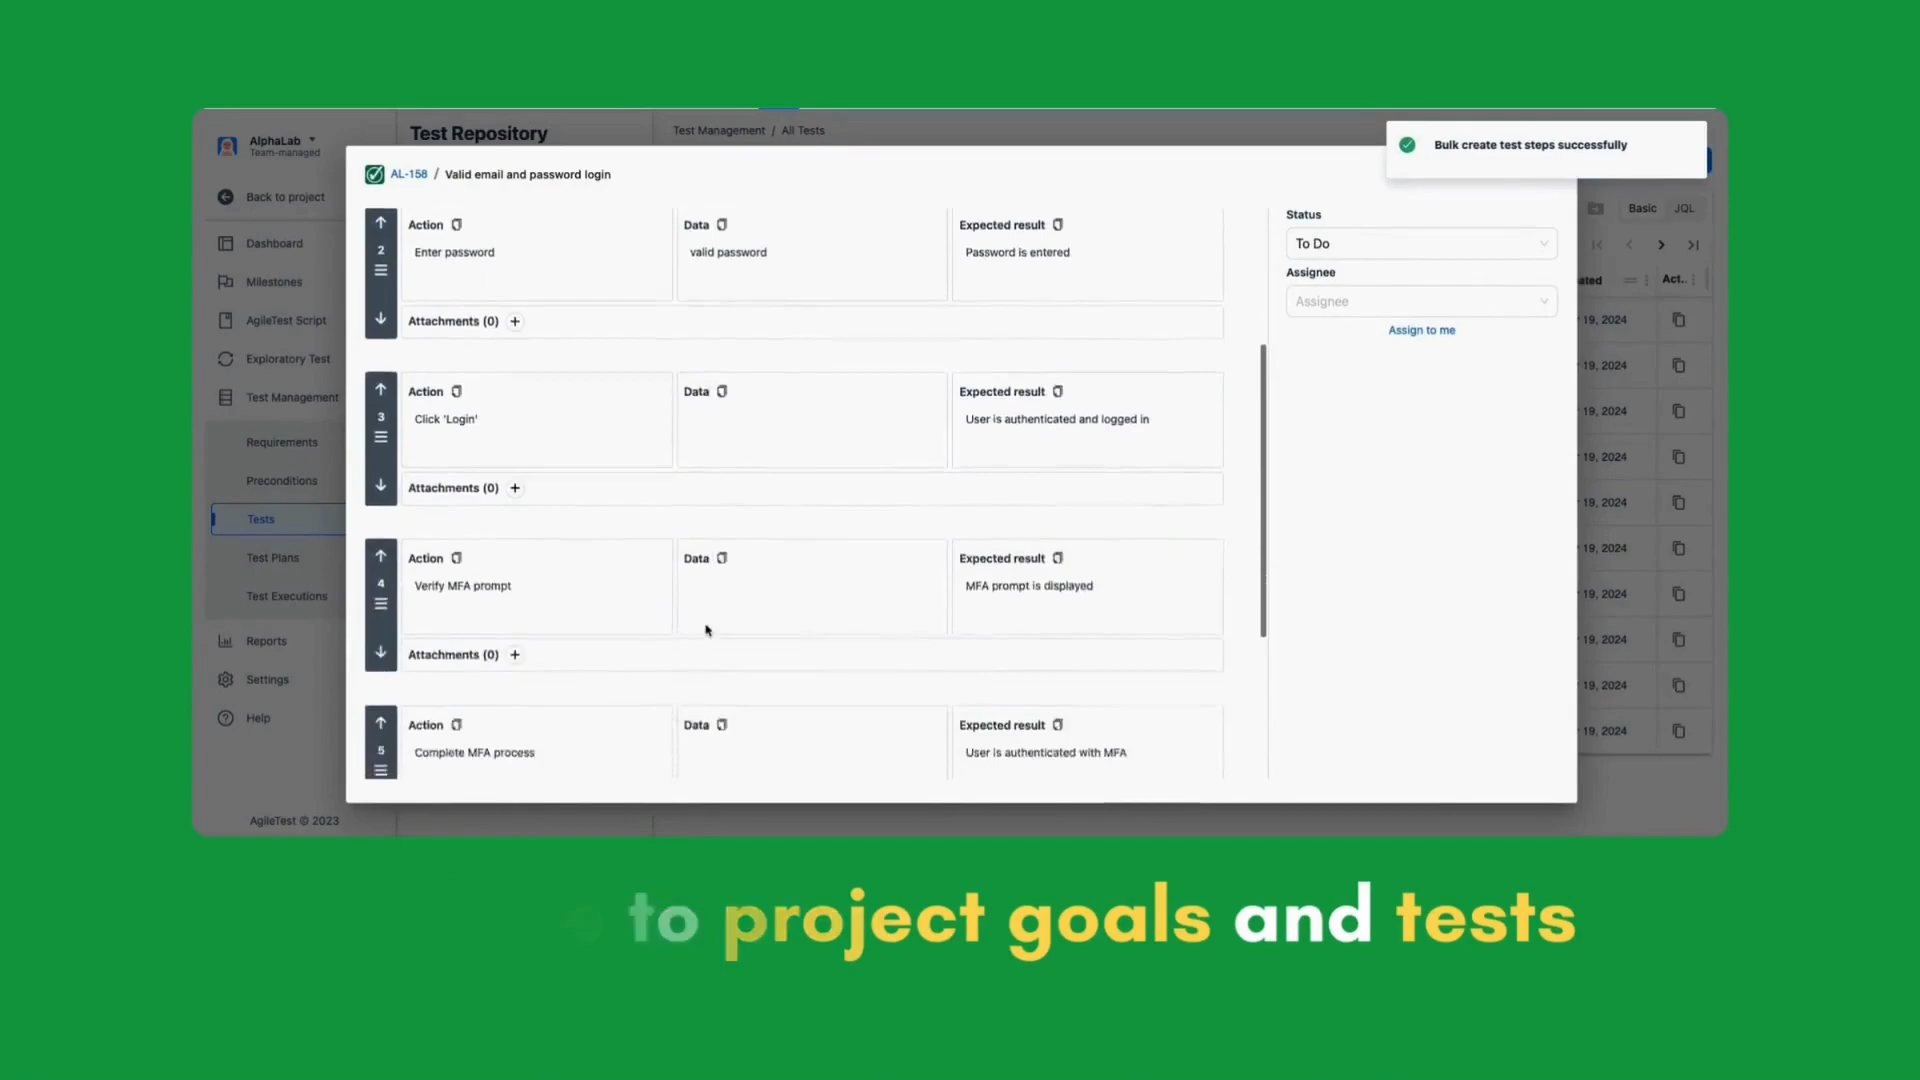 AlphaLab
Team-managed
Back to project
Dashboard
Milestones
AgileTest Script
Exploratory Test
Test Management
Requirements
Preconditions
Tests
Test Plans
Test Executions
Reports
Settings
Help
AgileTest © 2023
Test Repository
Test Management / All Tests
Bulk create test steps successfully
AL-158 / Valid email and password login
2
Action
Enter password
Data
valid password
Expected result
Password is entered
Attachments (0) +
3
Action
Click 'Login'
Data
Expected result
User is authenticated and logged in
Attachments (0) +
4
Action
Verify MFA prompt
Data
Expected result
MFA prompt is displayed
Attachments (0) +
5
Action
Complete MFA process
Data
Expected result
User is authenticated with MFA
Status
To Do
Assignee
Assignee
Assign to me
Basic JQL
Act..
19, 2024
19, 2024
19, 2024
19, 2024
19, 2024
19, 2024
19, 2024
19, 2024
19, 2024
19, 2024
to project goals and tests